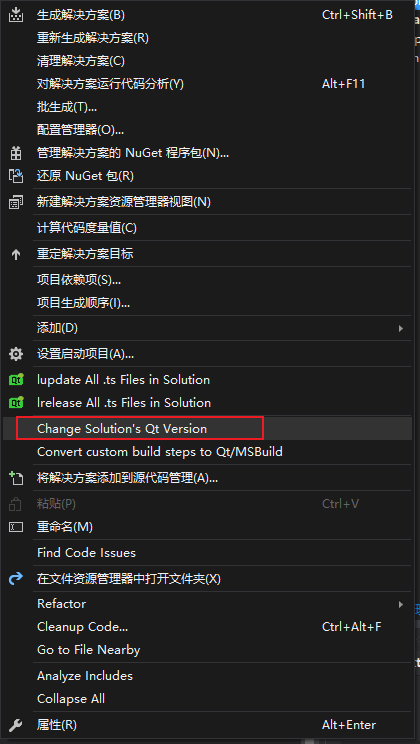 生成解决方案(B) Ctrl+Shift+B
重新生成解决方案(R)
清理解决方案(C)
对解决方案运行代码分析(Y) Alt+F11
批生成(T)...
配置管理器(O)...
管理解决方案的 NuGet 程序包(N)...
还原 NuGet 包(R)
新建解决方案资源管理器视图(N)
计算代码度量值(C)
重定解决方案目标
项目依赖项(S)...
项目生成顺序(I)...
添加(D)
设置启动项目(A)...
Qt lupdate All .ts Files in Solution
Qt lrelease All .ts Files in Solution
Change Solution's Qt Version
Convert custom build steps to Qt/MSBuild
将解决方案添加到源代码管理(A)...
粘贴(P) Ctrl+V
重命名(M)
Find Code Issues
在文件资源管理器中打开文件夹(X)
Refactor
Cleanup Code... Ctrl+Alt+F
Go to File Nearby
Analyze Includes
Collapse All
属性(R) Alt+Enter